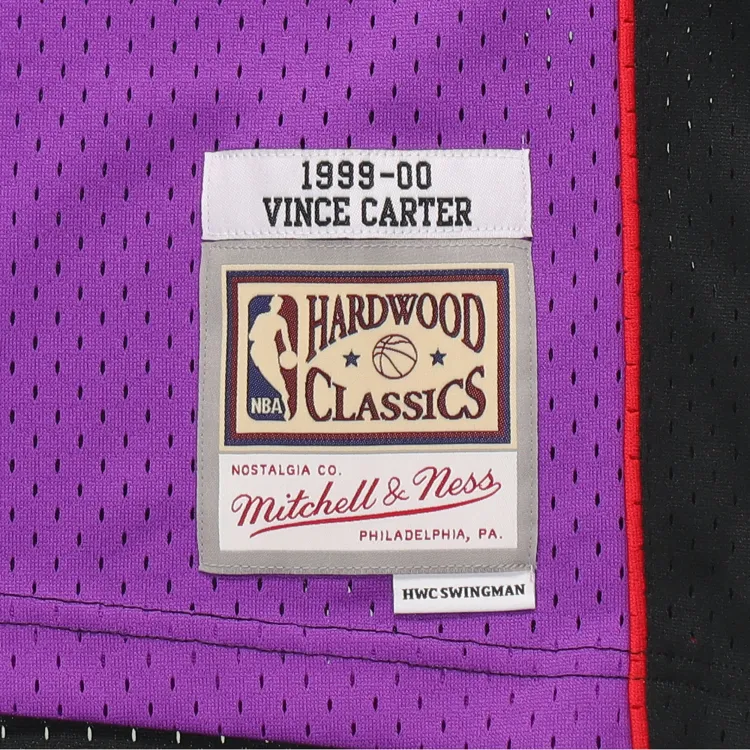 1999-00
VINCE CARTER
HARDWOOD
CLASSICS
NBA
NOSTALGIA CO.
Mitchell & Ness
PHILADELPHIA, PA.
HWC SWINGMAN